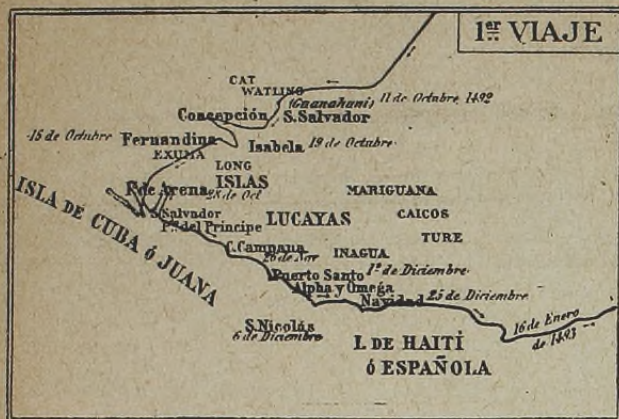 1er VIAJE
CAT
WATLING
(Guanahani) 11 de Octubre 1492
Concepción S. Salvador
15 de Octubre Fernandina
Isabela 19 de Octubre
EXUMA
LONG
ISLAS
28 de Oct
MARIGUANA
S. Salvador
Pto. del Principe
LUCAYAS
CAICOS
TURE
ISLA DE CUBA ó JUANA
C. Campana
26 de Nov
INAGUA
Puerto Santo 1º de Diciembre
Alpha y Omega
Navidad 25 de Diciembre
S. Nicolás
6 de Diciembre
16 de Enero
de 1493
I. DE HAITÍ
ó ESPAÑOLA